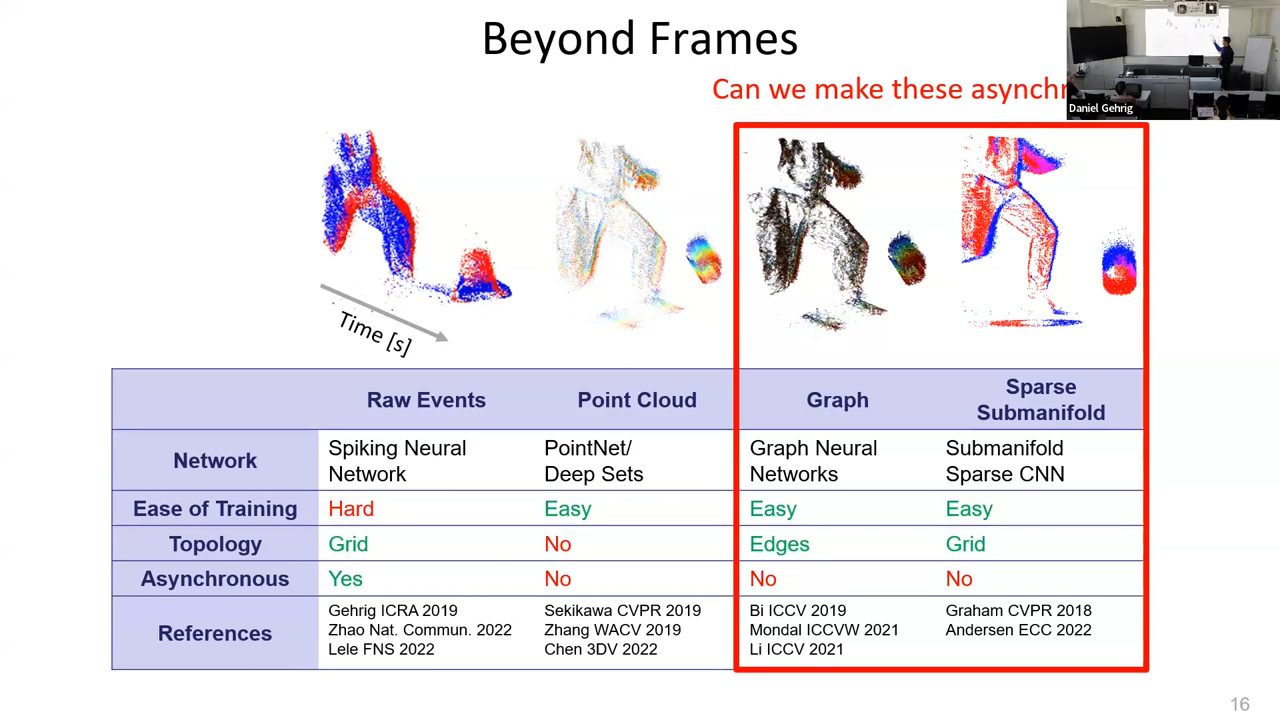 Beyond Frames
Can we make these asynchr
Daniel Gehrig
Time [s]
Raw Events
Point Cloud
Graph
Sparse
Submanifold
Network
Spiking Neural
Network
PointNet/
Deep Sets
Graph Neural
Networks
Submanifold
Sparse CNN
Ease of Training
Hard
Easy
Easy
Easy
Topology
Grid
No
Edges
Grid
Asynchronous
Yes
No
No
No
References
Gehrig ICRA 2019
Zhao Nat. Commun. 2022
Lele FNS 2022
Sekikawa CVPR 2019
Zhang WACV 2019
Chen 3DV 2022
Bi ICCV 2019
Mondal ICCVW 2021
Li ICCV 2021
Graham CVPR 2018
Andersen ECC 2022
16